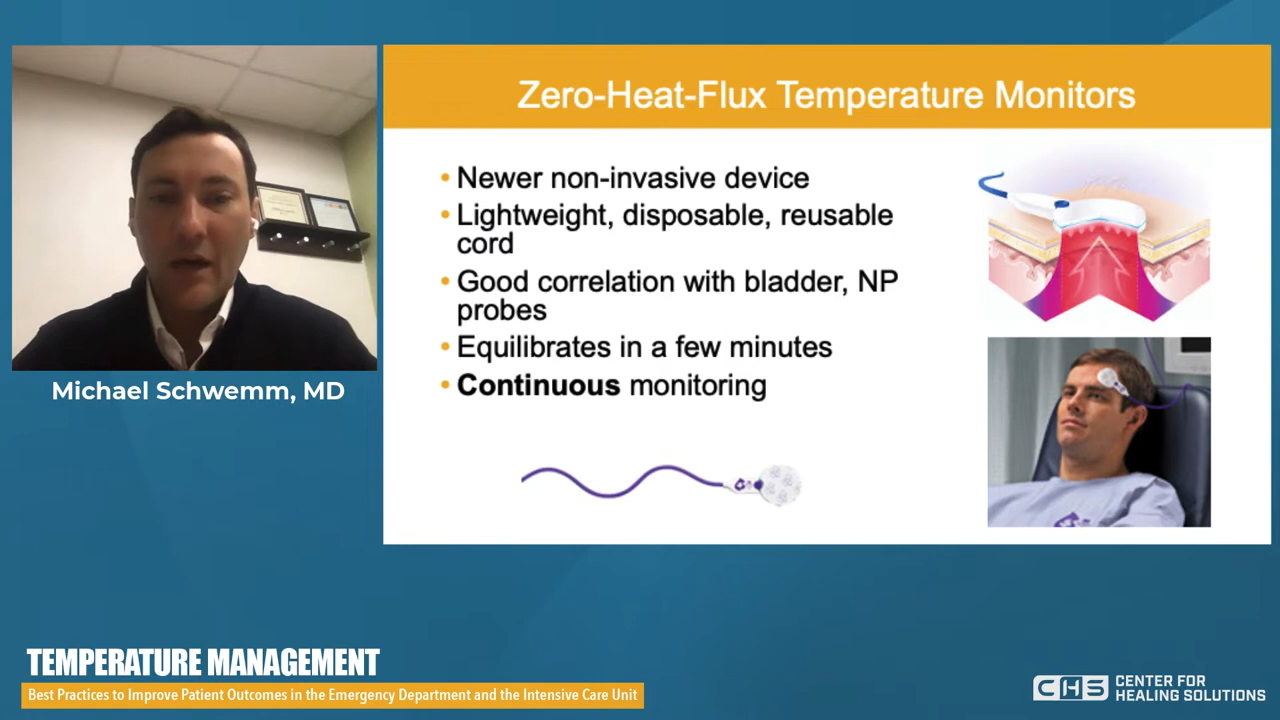 Zero-Heat-Flux Temperature Monitors
• Newer non-invasive device
• Lightweight, disposable, reusable
cord
• Good correlation with bladder, NP
probes
• Equilibrates in a few minutes
• Continuous monitoring
Michael Schwemm, MD
TEMPERATURE MANAGEMENT
Best Practices to Improve Patient Outcomes in the Emergency Department and the Intensive Care Unit
CHS
CENTER FOR
HEALING SOLUTIONS